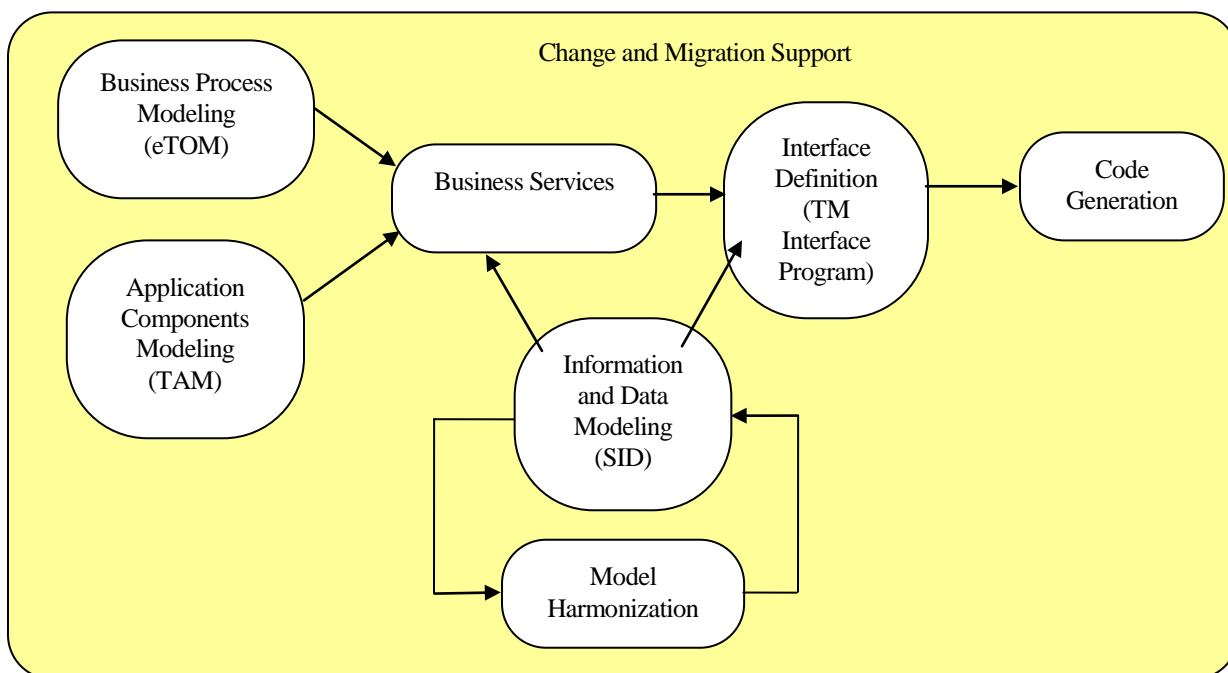 Change and Migration Support
Business Process
Modeling
(eTOM)
Business Services
Interface
Definition
(TM
Interface
Program)
Code
Generation
Application
Components
Modeling
(TAM)
Information
and Data
Modeling
(SID)
Model
Harmonization